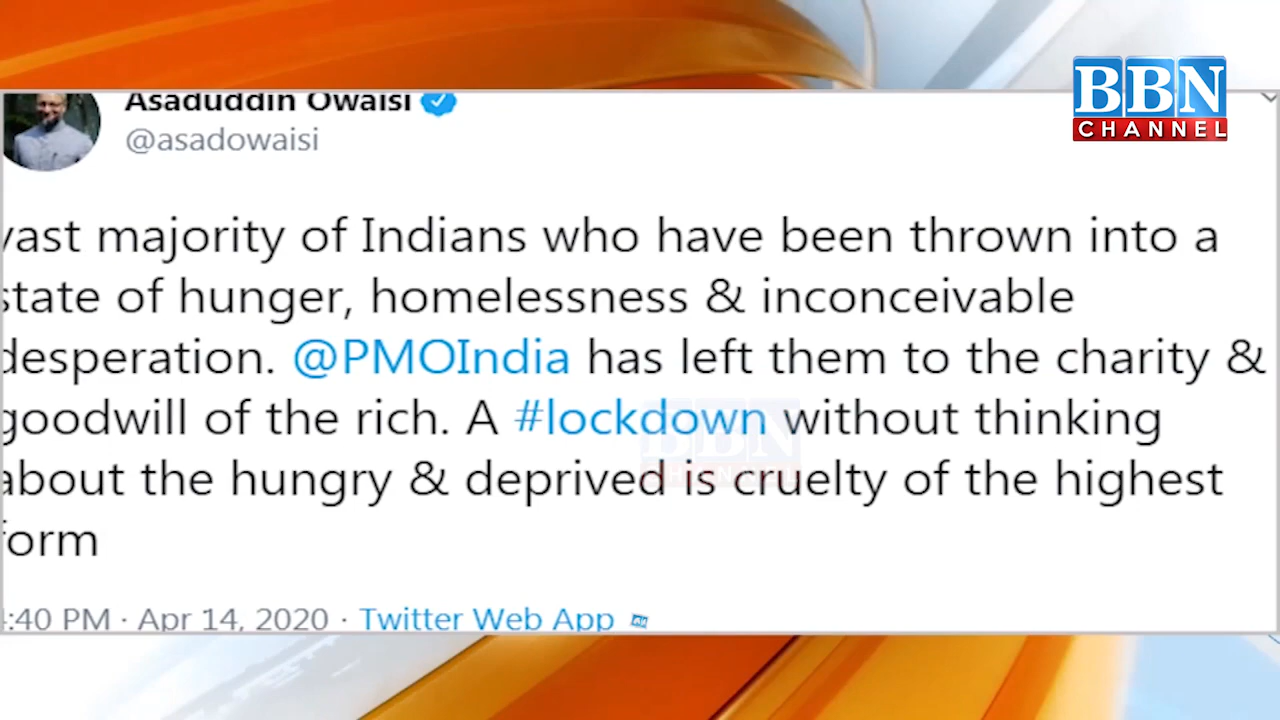 BBN
CHANNEL
Asaduddin Owaisi
@asadowaisi
vast majority of Indians who have been thrown into a
state of hunger, homelessness & inconceivable
desperation. @PMOIndia has left them to the charity &
goodwill of the rich. A #lockdown without thinking
about the hungry & deprived is cruelty of the highest
form
:40 PM · Apr 14, 2020 · Twitter Web App
BBN
CHANNEL